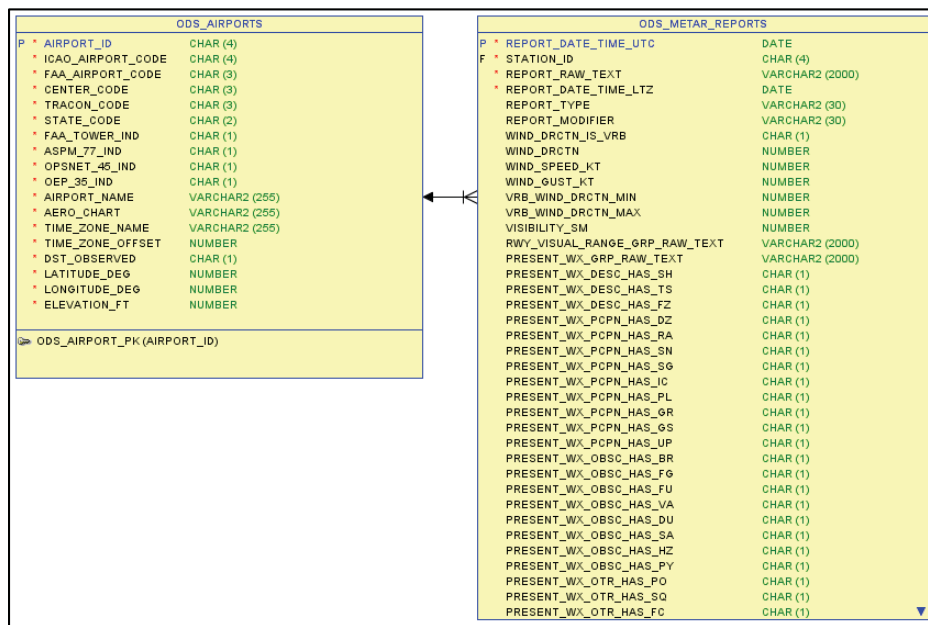 ODS_AIRPORTS
P * AIRPORT_ID CHAR (4)
* ICAO_AIRPORT_CODE CHAR (4)
* FAA_AIRPORT_CODE CHAR (3)
* CENTER_CODE CHAR (3)
* TRACON_CODE CHAR (3)
* STATE_CODE CHAR (2)
* FAA_TOWER_IND CHAR (1)
* ASPM_77_IND CHAR (1)
* OPSNET_45_IND CHAR (1)
* OEP_35_IND CHAR (1)
* AIRPORT_NAME VARCHAR2 (255)
* AERO_CHART VARCHAR2 (255)
* TIME_ZONE_NAME VARCHAR2 (255)
* TIME_ZONE_OFFSET NUMBER
* DST_OBSERVED CHAR (1)
* LATITUDE_DEG NUMBER
* LONGITUDE_DEG NUMBER
* ELEVATION_FT NUMBER
ODS_AIRPORT_PK (AIRPORT_ID)
ODS_METAR_REPORTS
P * REPORT_DATE_TIME_UTC DATE
F * STATION_ID CHAR (4)
* REPORT_RAW_TEXT VARCHAR2 (2000)
* REPORT_DATE_TIME_LTZ DATE
REPORT_TYPE VARCHAR2 (30)
REPORT_MODIFIER VARCHAR2 (30)
WIND_DRCTN_IS_VRB CHAR (1)
WIND_DRCTN NUMBER
WIND_SPEED_KT NUMBER
WIND_GUST_KT NUMBER
VRB_WIND_DRCTN_MIN NUMBER
VRB_WIND_DRCTN_MAX NUMBER
VISIBILITY_SM NUMBER
RWY_VISUAL_RANGE_GRP_RAW_TEXT VARCHAR2 (2000)
PRESENT_WX_GRP_RAW_TEXT VARCHAR2 (2000)
PRESENT_WX_DESC_HAS_SH CHAR (1)
PRESENT_WX_DESC_HAS_TS CHAR (1)
PRESENT_WX_DESC_HAS_FZ CHAR (1)
PRESENT_WX_PCPN_HAS_DZ CHAR (1)
PRESENT_WX_PCPN_HAS_RA CHAR (1)
PRESENT_WX_PCPN_HAS_SN CHAR (1)
PRESENT_WX_PCPN_HAS_SG CHAR (1)
PRESENT_WX_PCPN_HAS_IC CHAR (1)
PRESENT_WX_PCPN_HAS_PL CHAR (1)
PRESENT_WX_PCPN_HAS_GR CHAR (1)
PRESENT_WX_PCPN_HAS_GS CHAR (1)
PRESENT_WX_PCPN_HAS_UP CHAR (1)
PRESENT_WX_OBSC_HAS_BR CHAR (1)
PRESENT_WX_OBSC_HAS_FG CHAR (1)
PRESENT_WX_OBSC_HAS_FU CHAR (1)
PRESENT_WX_OBSC_HAS_VA CHAR (1)
PRESENT_WX_OBSC_HAS_DU CHAR (1)
PRESENT_WX_OBSC_HAS_SA CHAR (1)
PRESENT_WX_OBSC_HAS_HZ CHAR (1)
PRESENT_WX_OBSC_HAS_PY CHAR (1)
PRESENT_WX_OTR_HAS_PO CHAR (1)
PRESENT_WX_OTR_HAS_SQ CHAR (1)
PRESENT_WX_OTR_HAS_FC CHAR (1)